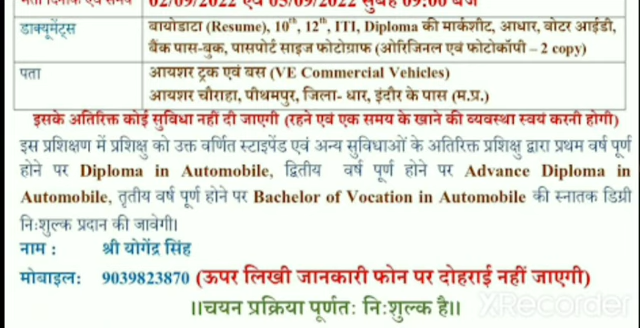 02/09/2022 एवं 03/09/2022 सुबह 09:00 बजे
डाक्यूमेंट्स बायोडाटा (Resume), 10th, 12th, ITI, Diploma की मार्कशीट, आधार, वोटर आईडी,
बैंक पास-बुक, पासपोर्ट साइज फोटोग्राफ (ओरिजिनल एवं फोटोकॉपी – 2 copy)
पता आयशर ट्रक एवं बस (VE Commercial Vehicles)
आयशर चौराहा, पीथमपुर, जिला- धार, इंदौर के पास (म.प्र.)
इसके अतिरिक्त कोई सुविधा नहीं दी जाएगी (रहने एवं एक समय के खाने की व्यवस्था स्वयं करनी होगी)
इस प्रशिक्षण में प्रशिक्षु को उक्त वर्णित स्टाइपेंड एवं अन्य सुविधाओं के अतिरिक्त प्रशिक्षु द्वारा प्रथम वर्ष पूर्ण
होने पर Diploma in Automobile, द्वितीय वर्ष पूर्ण होने पर Advance Diploma in
Automobile, तृतीय वर्ष पूर्ण होने पर Bachelor of Vocation in Automobile की स्नातक डिग्री
निःशुल्क प्रदान की जावेगी।
नाम : श्री योगेंद्र सिंह
मोबाइल: 9039823870 (ऊपर लिखी जानकारी फोन पर दोहराई नहीं जाएगी)
॥चयन प्रक्रिया पूर्णतः निःशुल्क है॥
XRecorder